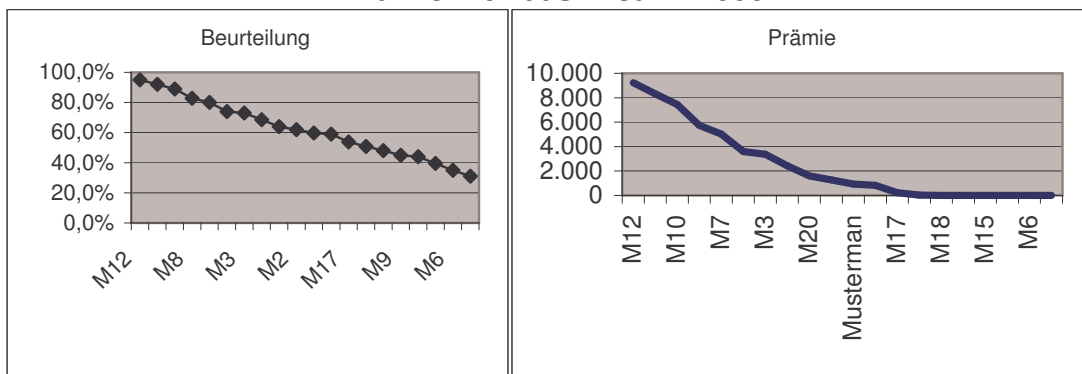 Beurteilung
100,0%
80,0%
60,0%
40,0%
20,0%
0,0%
M12
M8
M3
M2
M17
M9
M6
Prämie
10.000
8.000
6.000
4.000
2.000
0
M12
M10
M7
M3
M20
Musterman
M17
M18
M15
M6